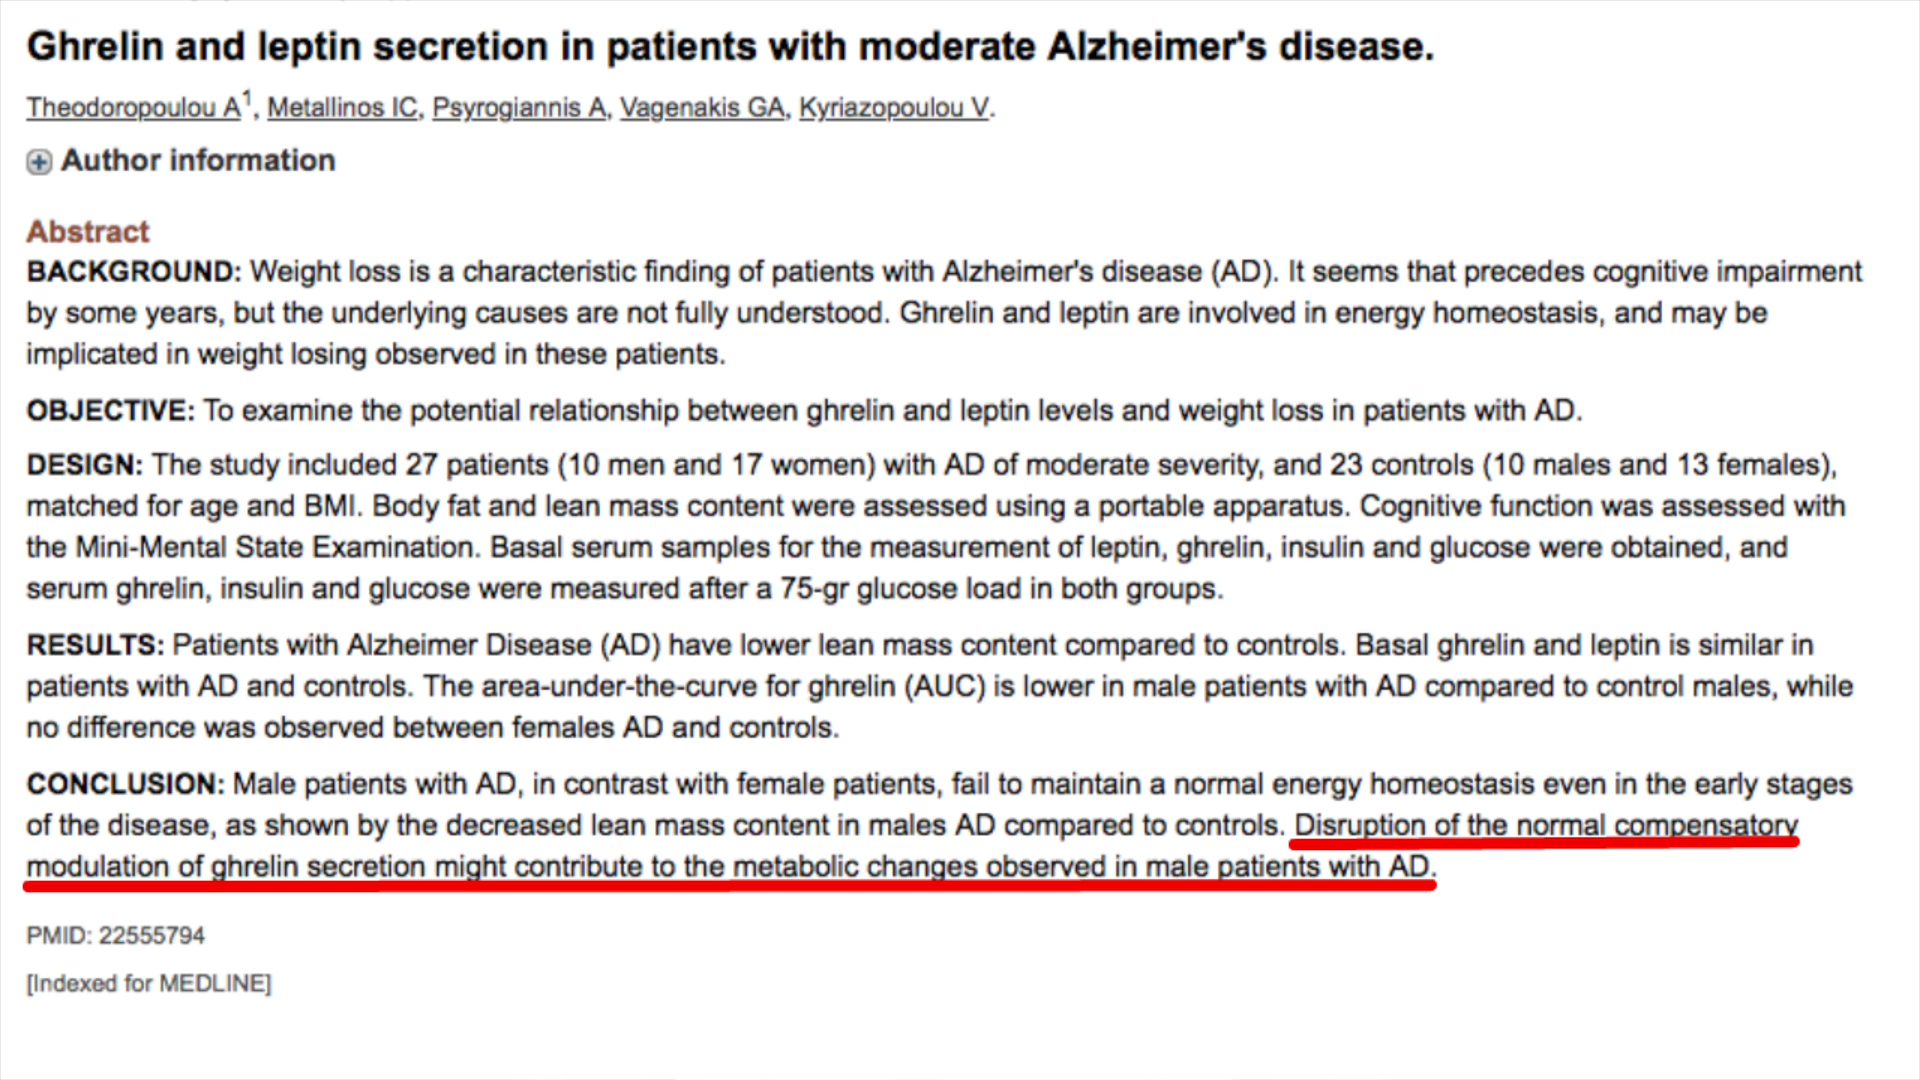 Ghrelin and leptin secretion in patients with moderate Alzheimer's disease.
Theodoropoulou A1, Metallinos IC, Psyrogiannis A, Vagenakis GA, Kyriazopoulou V.
Author information
Abstract
BACKGROUND: Weight loss is a characteristic finding of patients with Alzheimer's disease (AD). It seems that precedes cognitive impairment
by some years, but the underlying causes are not fully understood. Ghrelin and leptin are involved in energy homeostasis, and may be
implicated in weight losing observed in these patients.
OBJECTIVE: To examine the potential relationship between ghrelin and leptin levels and weight loss in patients with AD.
DESIGN: The study included 27 patients (10 men and 17 women) with AD of moderate severity, and 23 controls (10 males and 13 females),
matched for age and BMI. Body fat and lean mass content were assessed using a portable apparatus. Cognitive function was assessed with
the Mini-Mental State Examination. Basal serum samples for the measurement of leptin, ghrelin, insulin and glucose were obtained, and
serum ghrelin, insulin and glucose were measured after a 75-gr glucose load in both groups.
RESULTS: Patients with Alzheimer Disease (AD) have lower lean mass content compared to controls. Basal ghrelin and leptin is similar in
patients with AD and controls. The area-under-the-curve for ghrelin (AUC) is lower in male patients with AD compared to control males, while
no difference was observed between females AD and controls.
CONCLUSION: Male patients with AD, in contrast with female patients, fail to maintain a normal energy homeostasis even in the early stages
of the disease, as shown by the decreased lean mass content in males AD compared to controls. Disruption of the normal compensatory
modulation of ghrelin secretion might contribute to the metabolic changes observed in male patients with AD.
PMID: 22555794
[Indexed for MEDLINE]